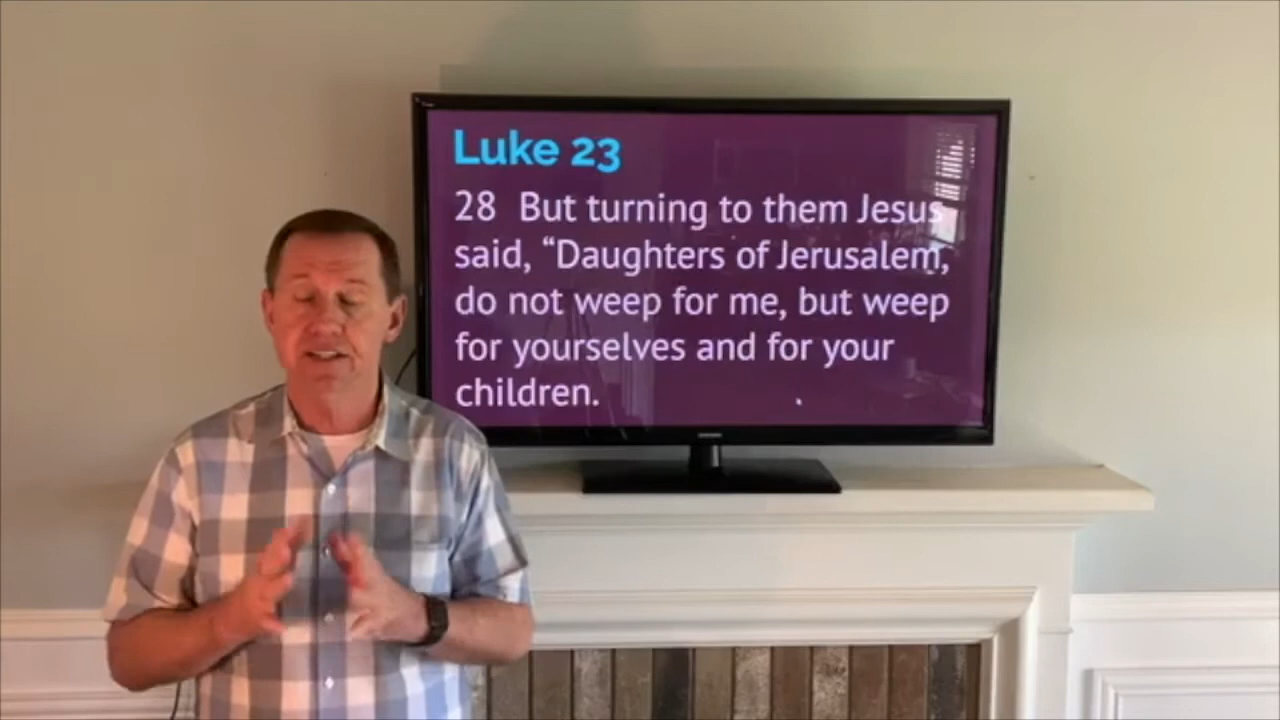 Luke 23
28 But turning to them Jesus
said, “Daughters of Jerusalem,
do not weep for me, but weep
for yourselves and for your
children.